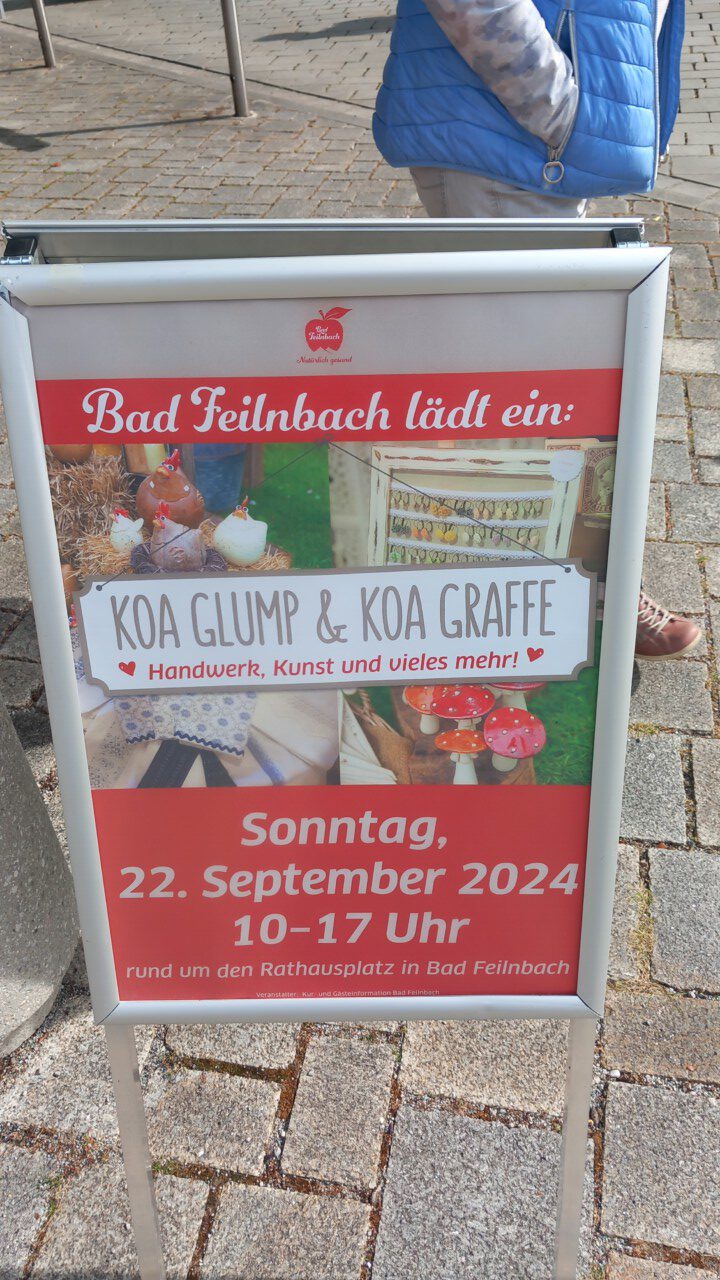 Bad
Feilnbach
Natürlich gesund
Bad Feilnbach lädt ein:
KOA GLUMP & KOA GRAFFE
Handwerk, Kunst und vieles mehr!
Sonntag,
22. September 2024
10–17 Uhr
rund um den Rathausplatz in Bad Feilnbach
Veranstalter: Kur- und Gästeinformation Bad Feilnbach